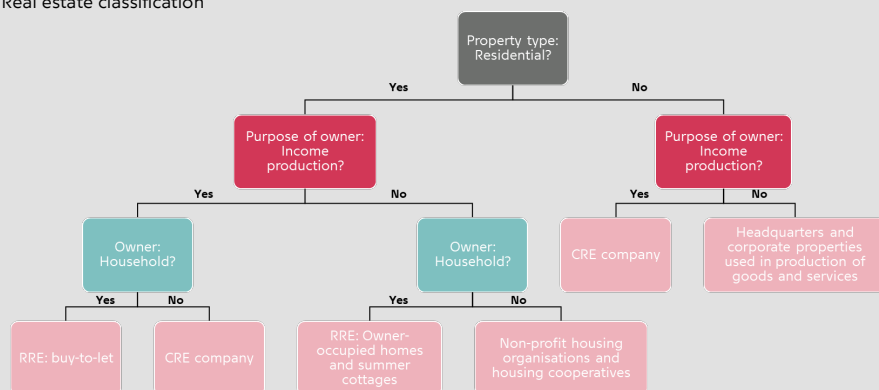 Real estate classification
Property type:
Residential?
Yes
No
Purpose of owner:
Income
production?
Purpose of owner:
Income
production?
Yes
No
Yes
No
Owner:
Household?
Owner:
Household?
CRE company
Headquarters and
corporate properties
used in production of
goods and services
Yes
No
Yes
No
RRE: buy-to-let
CRE company
RRE: Owner-
occupied homes
and summer
cottages
Non-profit housing
organisations and
housing cooperatives